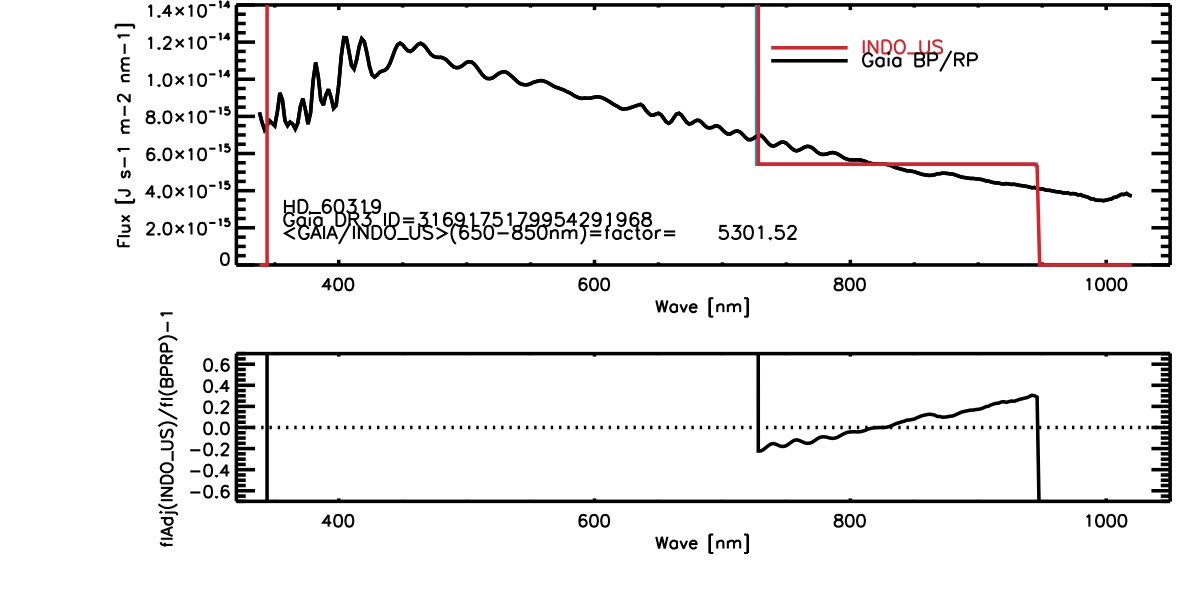 1.4×10−14
1.2×10−14
1.0×10−14
8.0×10−15
6.0×10−15
4.0×10−15
2.0×10−15
0
Flux [J s−1 m−2 nm−1]
INDO_US
Gaia BP/RP
HD_60319
Gaia DR3 ID=3169175179954291968
<GAIA/INDO_US>(650−850nm)=factor= 5301.52
400 600 800 1000
Wave [nm]
flAdj(INDO_US)/fl(BPRP)−1
0.6
0.4
0.2
0.0
−0.2
−0.4
−0.6
400 600 800 1000
Wave [nm]